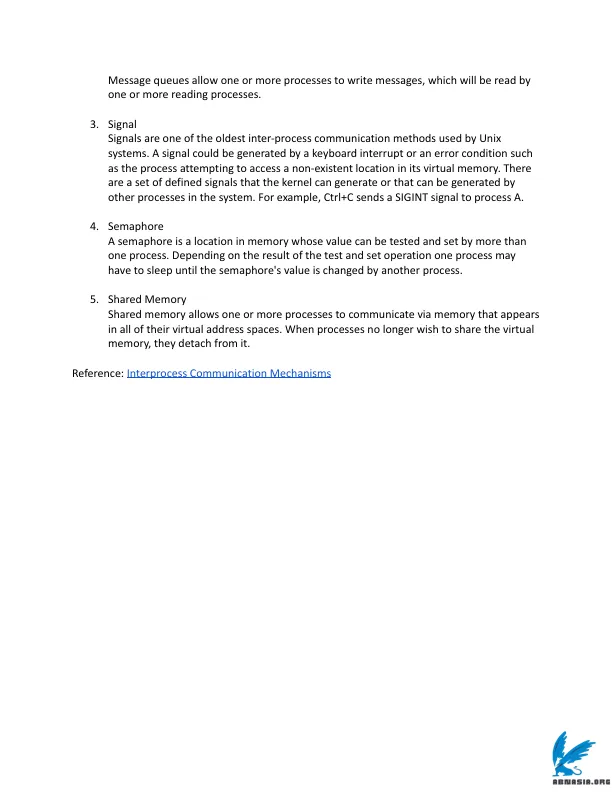 Message queues allow one or more processes to write messages, which will be read by
one or more reading processes.
3. Signal
Signals are one of the oldest inter-process communication methods used by Unix
systems. A signal could be generated by a keyboard interrupt or an error condition such
as the process attempting to access a non-existent location in its virtual memory. There
are a set of defined signals that the kernel can generate or that can be generated by
other processes in the system. For example, Ctrl+C sends a SIGINT signal to process A.
4. Semaphore
A semaphore is a location in memory whose value can be tested and set by more than
one process. Depending on the result of the test and set operation one process may
have to sleep until the semaphore's value is changed by another process.
5. Shared Memory
Shared memory allows one or more processes to communicate via memory that appears
in all of their virtual address spaces. When processes no longer wish to share the virtual
memory, they detach from it.
Reference: Interprocess Communication Mechanisms
ABNASIA.ORG